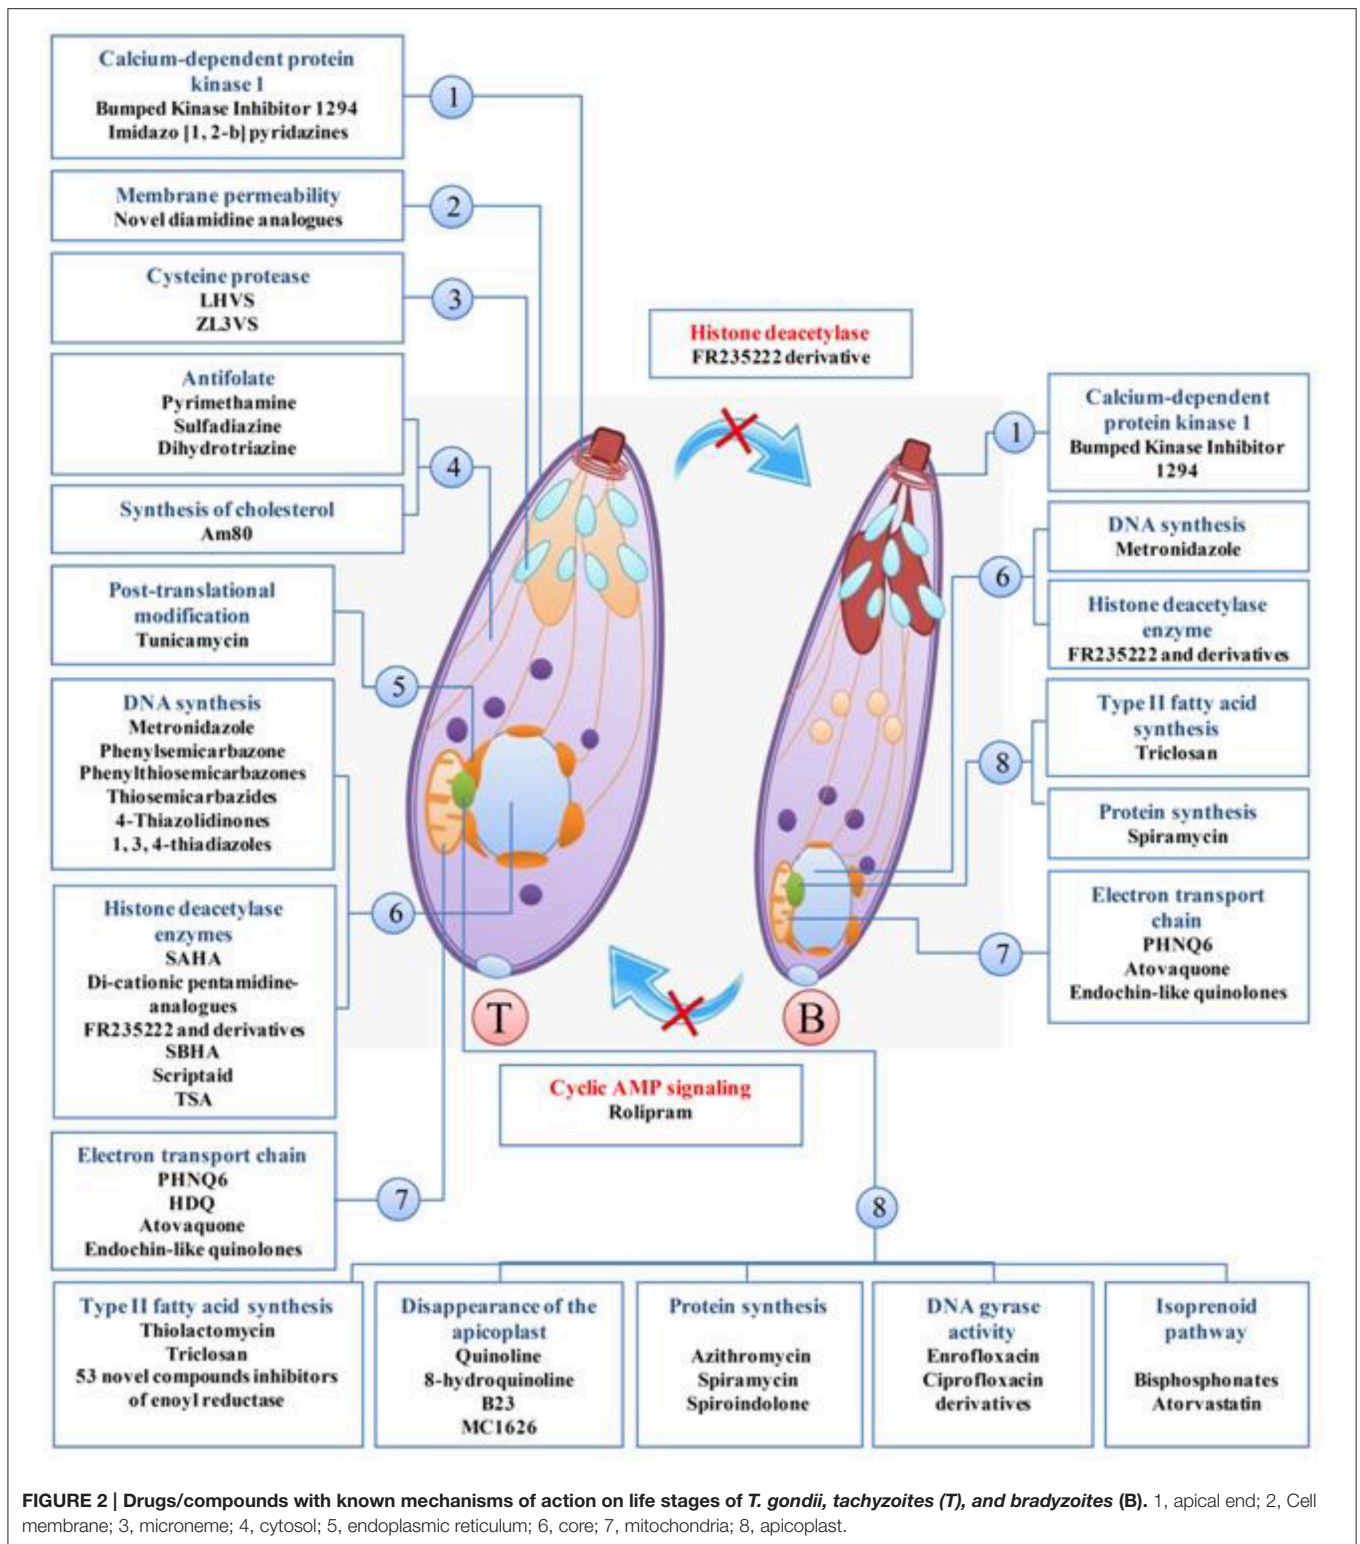 Calcium-dependent protein
kinase 1
Bumped Kinase Inhibitor 1294
Imidazo [1, 2-b] pyridazines
1
Membrane permeability
Novel diamidine analogues
2
Cysteine protease
LHVS
ZL3VS
3
Antifolate
Pyrimethamine
Sulfadiazine
Dihydrotriazine
4
Synthesis of cholesterol
Am80
Post-translational
modification
Tunicamycin
5
DNA synthesis
Metronidazole
Phenylsemicarbazone
Phenylthiosemicarbazones
Thiosemicarbazides
4-Thiazolidinones
1, 3, 4-thiadiazoles
6
Histone deacetylase
enzymes
SAHA
Di-cationic pentamidine-
analogues
FR235222 and derivatives
SBHA
Scriptaid
TSA
Electron transport chain
PHNQ6
HDQ
Atovaquone
Endochin-like quinolones
7
Histone deacetylase
FR235222 derivative
T
B
Cyclic AMP signaling
Rolipram
Calcium-dependent
protein kinase 1
Bumped Kinase Inhibitor
1294
1
DNA synthesis
Metronidazole
6
Histone deacetylase
enzyme
FR235222 and derivatives
Type II fatty acid
synthesis
Triclosan
8
Protein synthesis
Spiramycin
Electron transport
chain
PHNQ6
Atovaquone
Endochin-like quinolones
7
8
Type II fatty acid synthesis
Thiolactomycin
Triclosan
53 novel compounds inhibitors
of enoyl reductase
Disappearance of the
apicoplast
Quinoline
8-hydroquinoline
B23
MC1626
Protein synthesis
Azithromycin
Spiramycin
Spiroindolone
DNA gyrase
activity
Enrofloxacin
Ciprofloxacin
derivatives
Isoprenoid
pathway
Bisphosphonates
Atorvastatin
FIGURE 2 | Drugs/compounds with known mechanisms of action on life stages of T. gondii, tachyzoites (T), and bradyzoites (B). 1, apical end; 2, Cell
membrane; 3, microneme; 4, cytosol; 5, endoplasmic reticulum; 6, core; 7, mitochondria; 8, apicoplast.